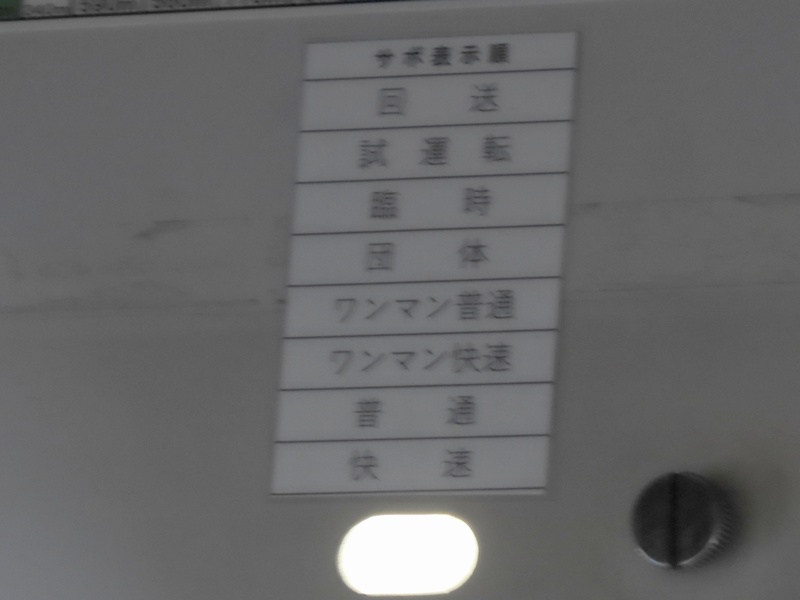 サボ表示順
回送
試運転
臨時
団体
ワンマン普通
ワンマン快速
普通
快速